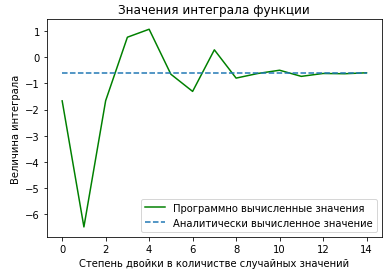 Значения интеграла функции
Величина интеграла
1
0
−1
−2
−3
−4
−5
−6
Программно вычисленные значения
Аналитически вычисленное значение
0 2 4 6 8 10 12 14
Степень двойки в количистве случайных значений